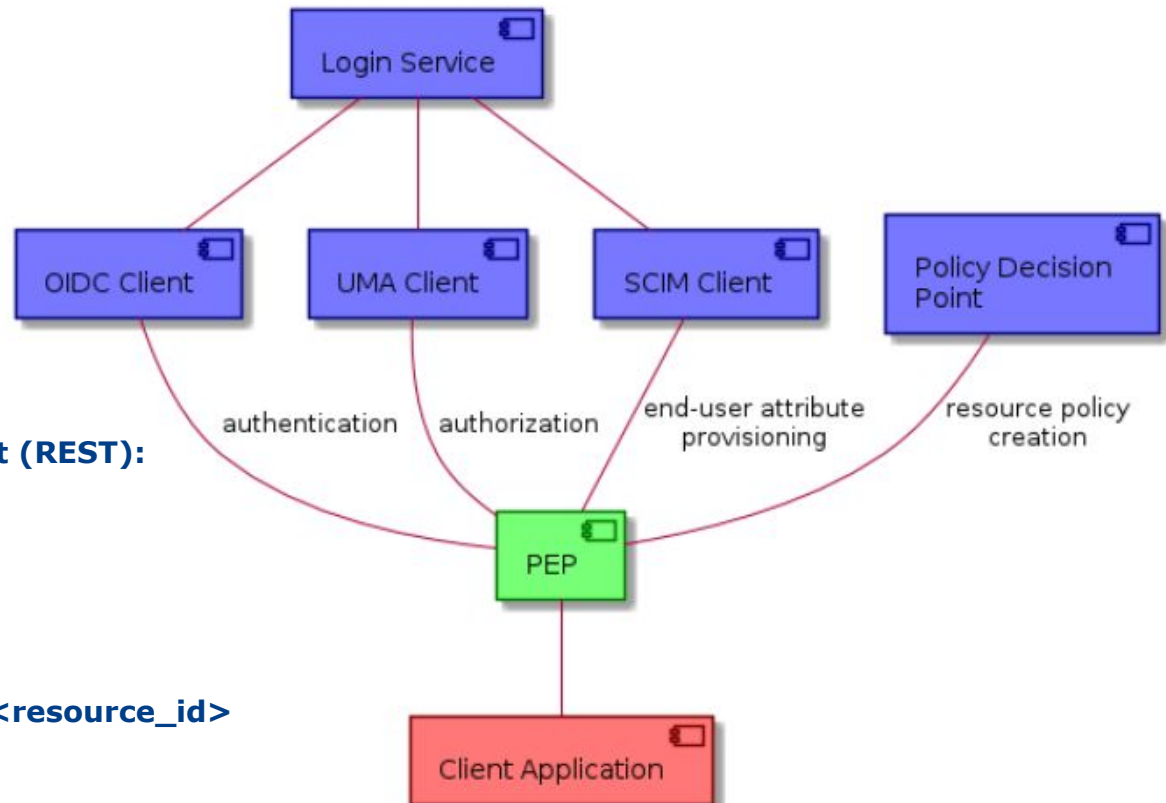 Login Service
OIDC Client
UMA Client
SCIM Client
Policy Decision
Point
authentication
authorization
end-user attribute
provisioning
resource policy
creation
(REST):
PEP
<resource_id>
Client Application